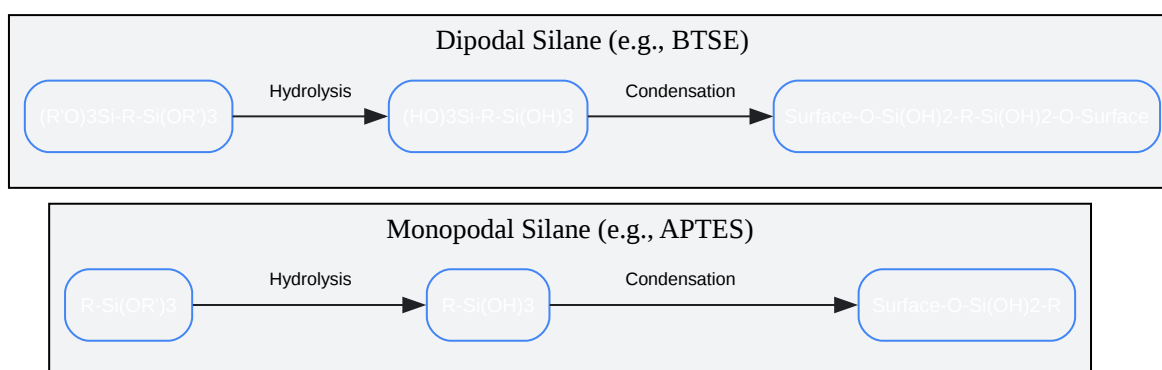 Dipodal Silane (e.g., BTSE)
Hydrolysis
Condensation
(R'O)3Si-R-Si(OR')3
(HO)3Si-R-Si(OH)3
Surface-O-Si(OH)2-R-Si(OH)2-O-Surface
Monopodal Silane (e.g., APTES)
Hydrolysis
Condensation
R-Si(OR')3
R-Si(OH)3
Surface-O-Si(OH)2-R